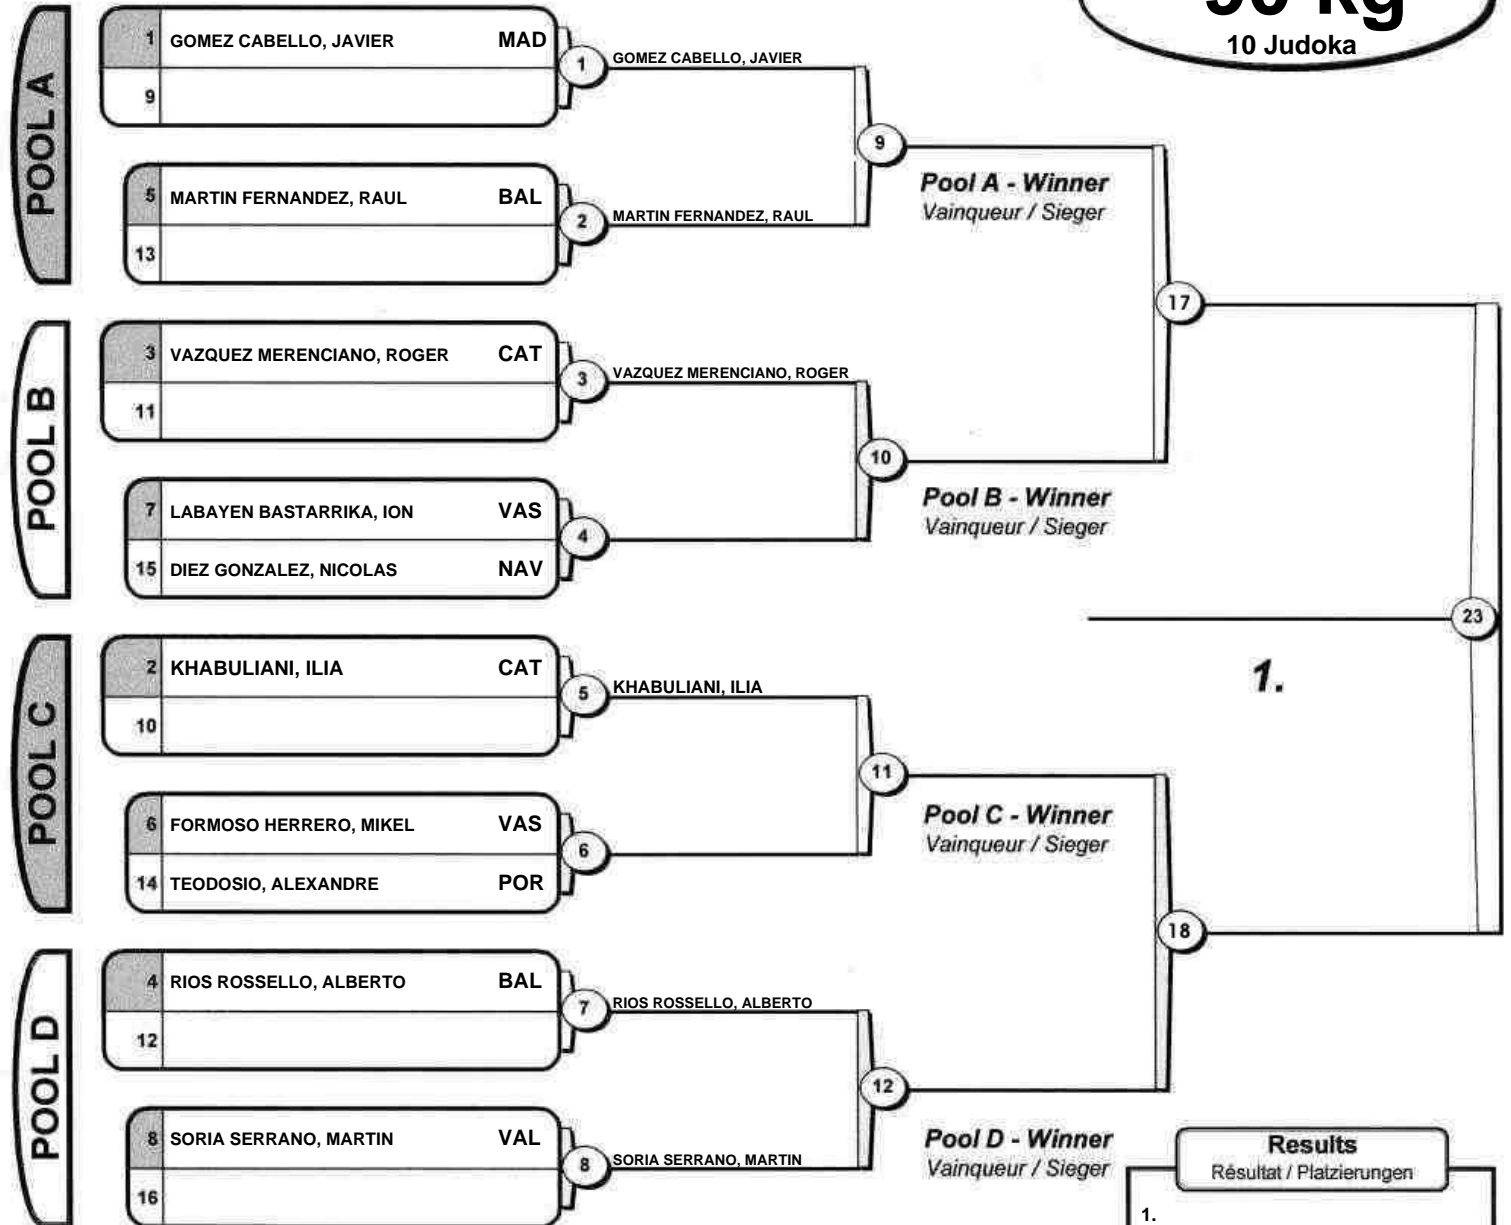 90 kg
10 Judoka
POOL A
1 GOMEZ CABELLO, JAVIER MAD
9
1 GOMEZ CABELLO, JAVIER
5 MARTIN FERNANDEZ, RAUL BAL
13
2 MARTIN FERNANDEZ, RAUL
9
Pool A - Winner
Vainqueur / Sieger
POOL B
3 VAZQUEZ MERENCIANO, ROGER CAT
11
3 VAZQUEZ MERENCIANO, ROGER
7 LABAYEN BASTARRIKA, ION VAS
15 DIEZ GONZALEZ, NICOLAS NAV
4
10
Pool B - Winner
Vainqueur / Sieger
17
POOL C
2 KHABULIANI, ILIA CAT
10
5 KHABULIANI, ILIA
6 FORMOSO HERRERO, MIKEL VAS
14 TEODOSIO, ALEXANDRE POR
6
11
Pool C - Winner
Vainqueur / Sieger
23
1.
POOL D
4 RIOS ROSSELLO, ALBERTO BAL
12
7 RIOS ROSSELLO, ALBERTO
8 SORIA SERRANO, MARTIN VAL
16
8 SORIA SERRANO, MARTIN
12
Pool D - Winner
Vainqueur / Sieger
18
Results
Résultat / Platzierungen
1.